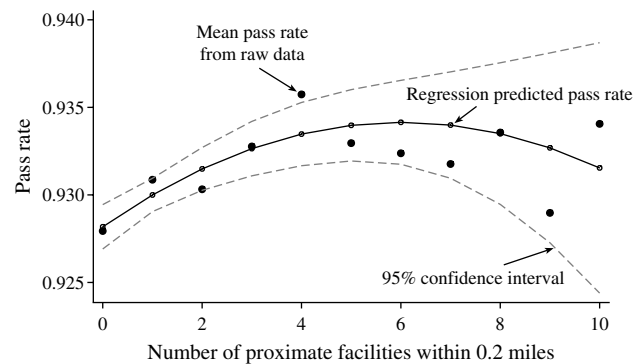 0.940
Mean pass rate
from raw data
0.935
Regression predicted pass rate
Pass rate
0.930
0.925
95% confidence interval
0 2 4 6 8 10
Number of proximate facilities within 0.2 miles